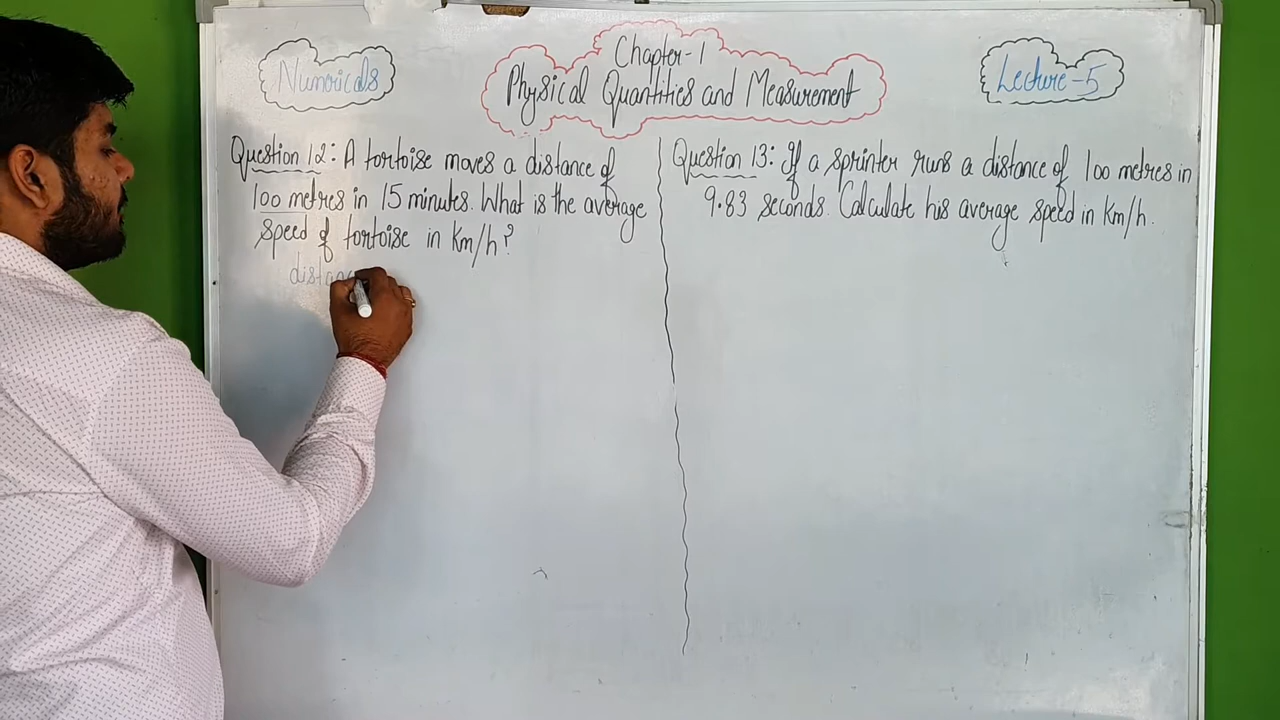 Numricals
Chapter-1
Physical Quantities and Measurement
Lecture-5
Question 12: A tortoise moves a distance of
100 metres in 15 minutes. What is the average
speed of tortoise in Km/h?
distanc
Question 13: If a sprinter runs a distance of 100 metres in
9.83 seconds. Calculate his average speed in Km/h.